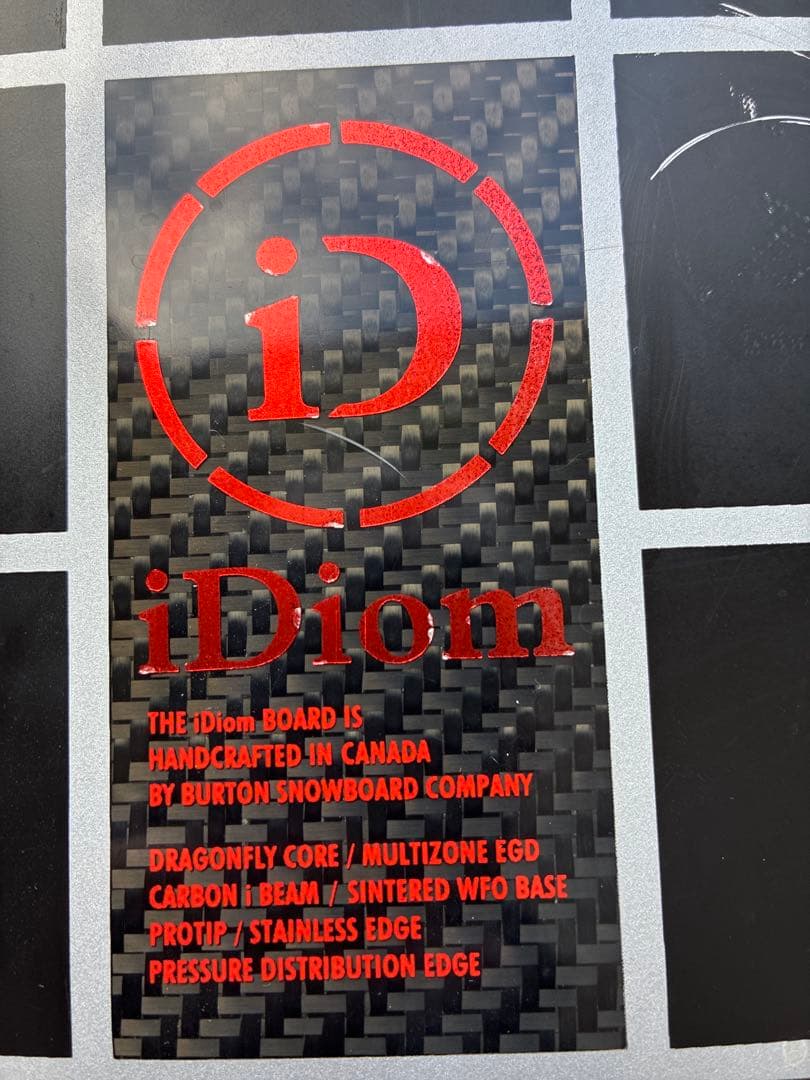 iD
iDiom
THE iDiom BOARD IS
HANDCRAFTED IN CANADA
BY BURTON SNOWBOARD COMPANY
DRAGONFLY CORE / MULTIZONE EGD
CARBON i BEAM / SINTERED WFO BASE
PROTIP / STAINLESS EDGE
PRESSURE DISTRIBUTION EDGE